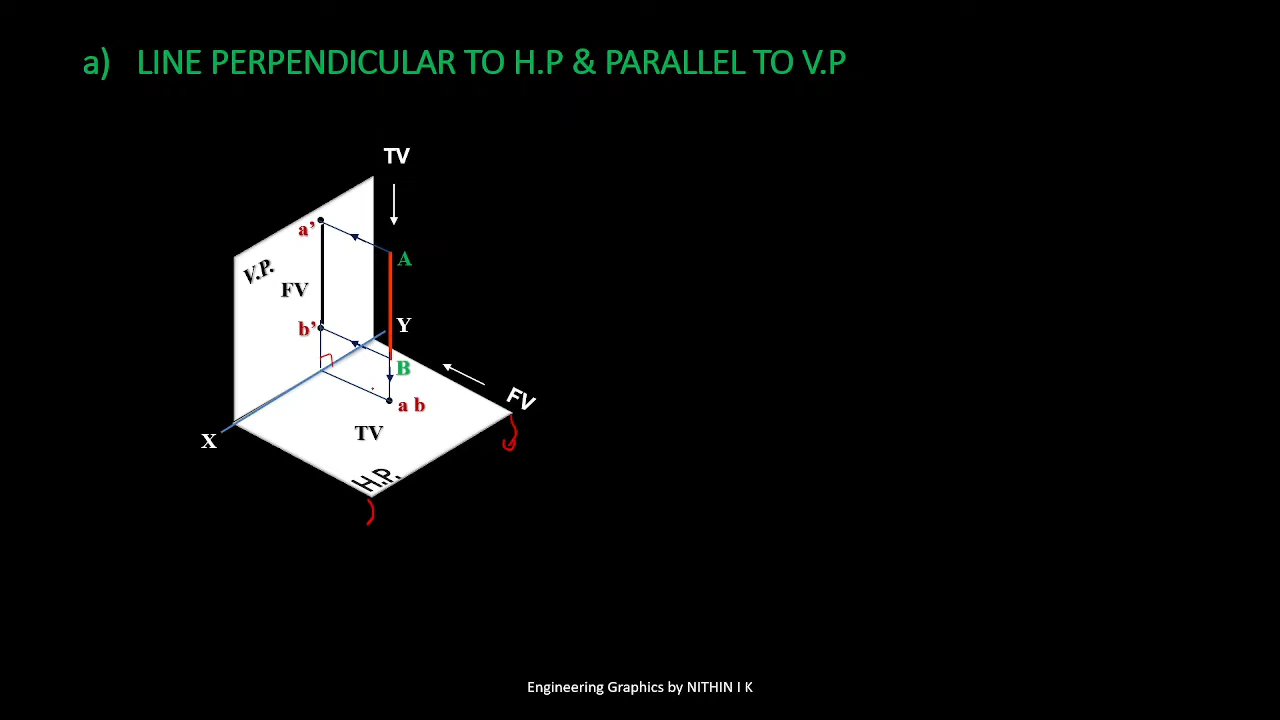 a) LINE PERPENDICULAR TO H.P & PARALLEL TO V.P
TV
a’
A
V.P.
FV
b’
Y
B
FV
a b
TV
X
H.P.
Engineering Graphics by NITHIN I K